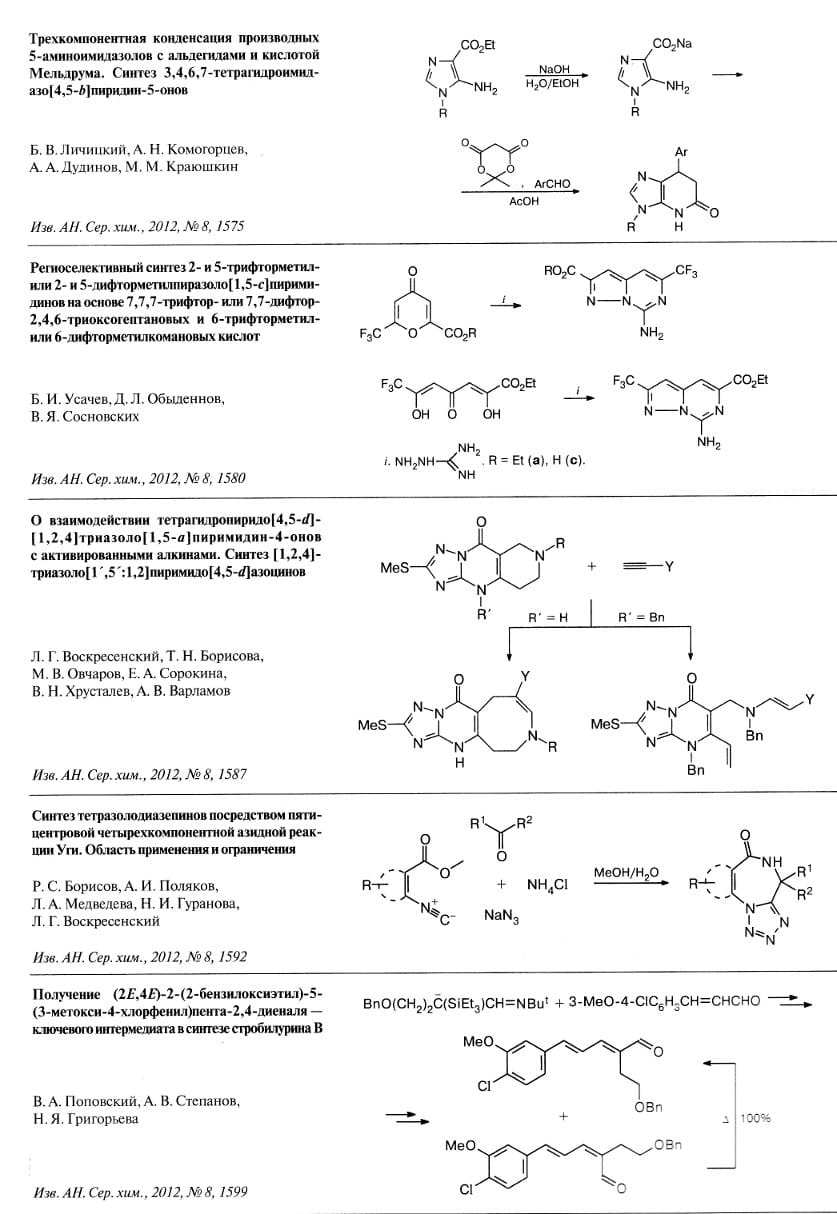 Трехкомпонентная конденсация производных
5-аминоимидазолов с альдегидами и кислотой
Мельдрума. Синтез 3,4,6,7-тетрагидроимид-
азо[4,5-b]пиридин-5-онов
Б. В. Личицкий, А. Н. Комогорцев,
А. А. Дудинов, М. М. Краюшкин
Изв. АН. Сер. хим., 2012, № 8, 1575
CO₂Et
N
N
NH₂
R
NaOH
H₂O/EtOH
CO₂Na
N
N
NH₂
R
O
O
O
O
, ArCHO
AcOH
Ar
N
N
R
N
H
O
Региоселективный синтез 2- и 5-трифторметил-
или 2- и 5-дифторметилпиразоло[1,5-c]пирими-
динов на основе 7,7,7-трифтор- или 7,7-дифтор-
2,4,6-триоксогептановых и 6-трифторметил-
или 6-дифторметилкомановых кислот
Б. И. Усачев, Д. Л. Обыденнов,
В. Я. Сосновских
Изв. АН. Сер. хим., 2012, № 8, 1580
O
F₃C
O
CO₂R
i
RO₂C
CF₃
N
N
N
NH₂
F₃C
CO₂Et
OH
O
OH
i
F₃C
CO₂Et
N
N
N
NH₂
i. NH₂NH
NH₂
NH
. R = Et (a), H (c).
О взаимодействии тетрагидропиридо[4,5-d]-
[1,2,4]триазоло[1,5-a]пиримидин-4-онов
с активированными алкинами. Синтез [1,2,4]-
триазоло[1´,5´:1,2]пиримидо[4,5-d]азоцинов
Л. Г. Воскресенский, Т. Н. Борисова,
М. В. Овчаров, Е. А. Сорокина,
В. Н. Хрусталев, А. В. Варламов
Изв. АН. Сер. хим., 2012, № 8, 1587
O
N
N
MeS
N
N
R´
N
R
+
Y
R´ = H
R´ = Bn
O
Y
N
N
MeS
N
N
H
N
R
O
N
N
MeS
N
N
Bn
N
Bn
Y
Синтез тетразолодиазепинов посредством пяти-
центровой четырехкомпонентной азидной реак-
ции Уги. Область применения и ограничения
Р. С. Борисов, А. И. Поляков,
Л. А. Медведева, Н. И. Гуранова,
Л. Г. Воскресенский
Изв. АН. Сер. хим., 2012, № 8, 1592
R
O
O
N⁺
C⁻
R¹
R²
O
+ NH₄Cl
NaN₃
MeOH/H₂O
O
NH
R¹
R²
R
N
N
N
N
Получение (2E,4E)-2-(2-бензилоксиэтил)-5-
(3-метокси-4-хлорфенил)пента-2,4-диеналя —
ключевого интермедиата в синтезе стробилурина B
В. А. Поповский, А. В. Степанов,
Н. Я. Григорьева
Изв. АН. Сер. хим., 2012, № 8, 1599
BnO(CH₂)₂C̄(SiEt₃)CH=NBuᵗ + 3-MeO-4-ClC₆H₃CH=CHCHO
MeO
Cl
O
OBn
+
Δ
100%
MeO
Cl
OBn
O